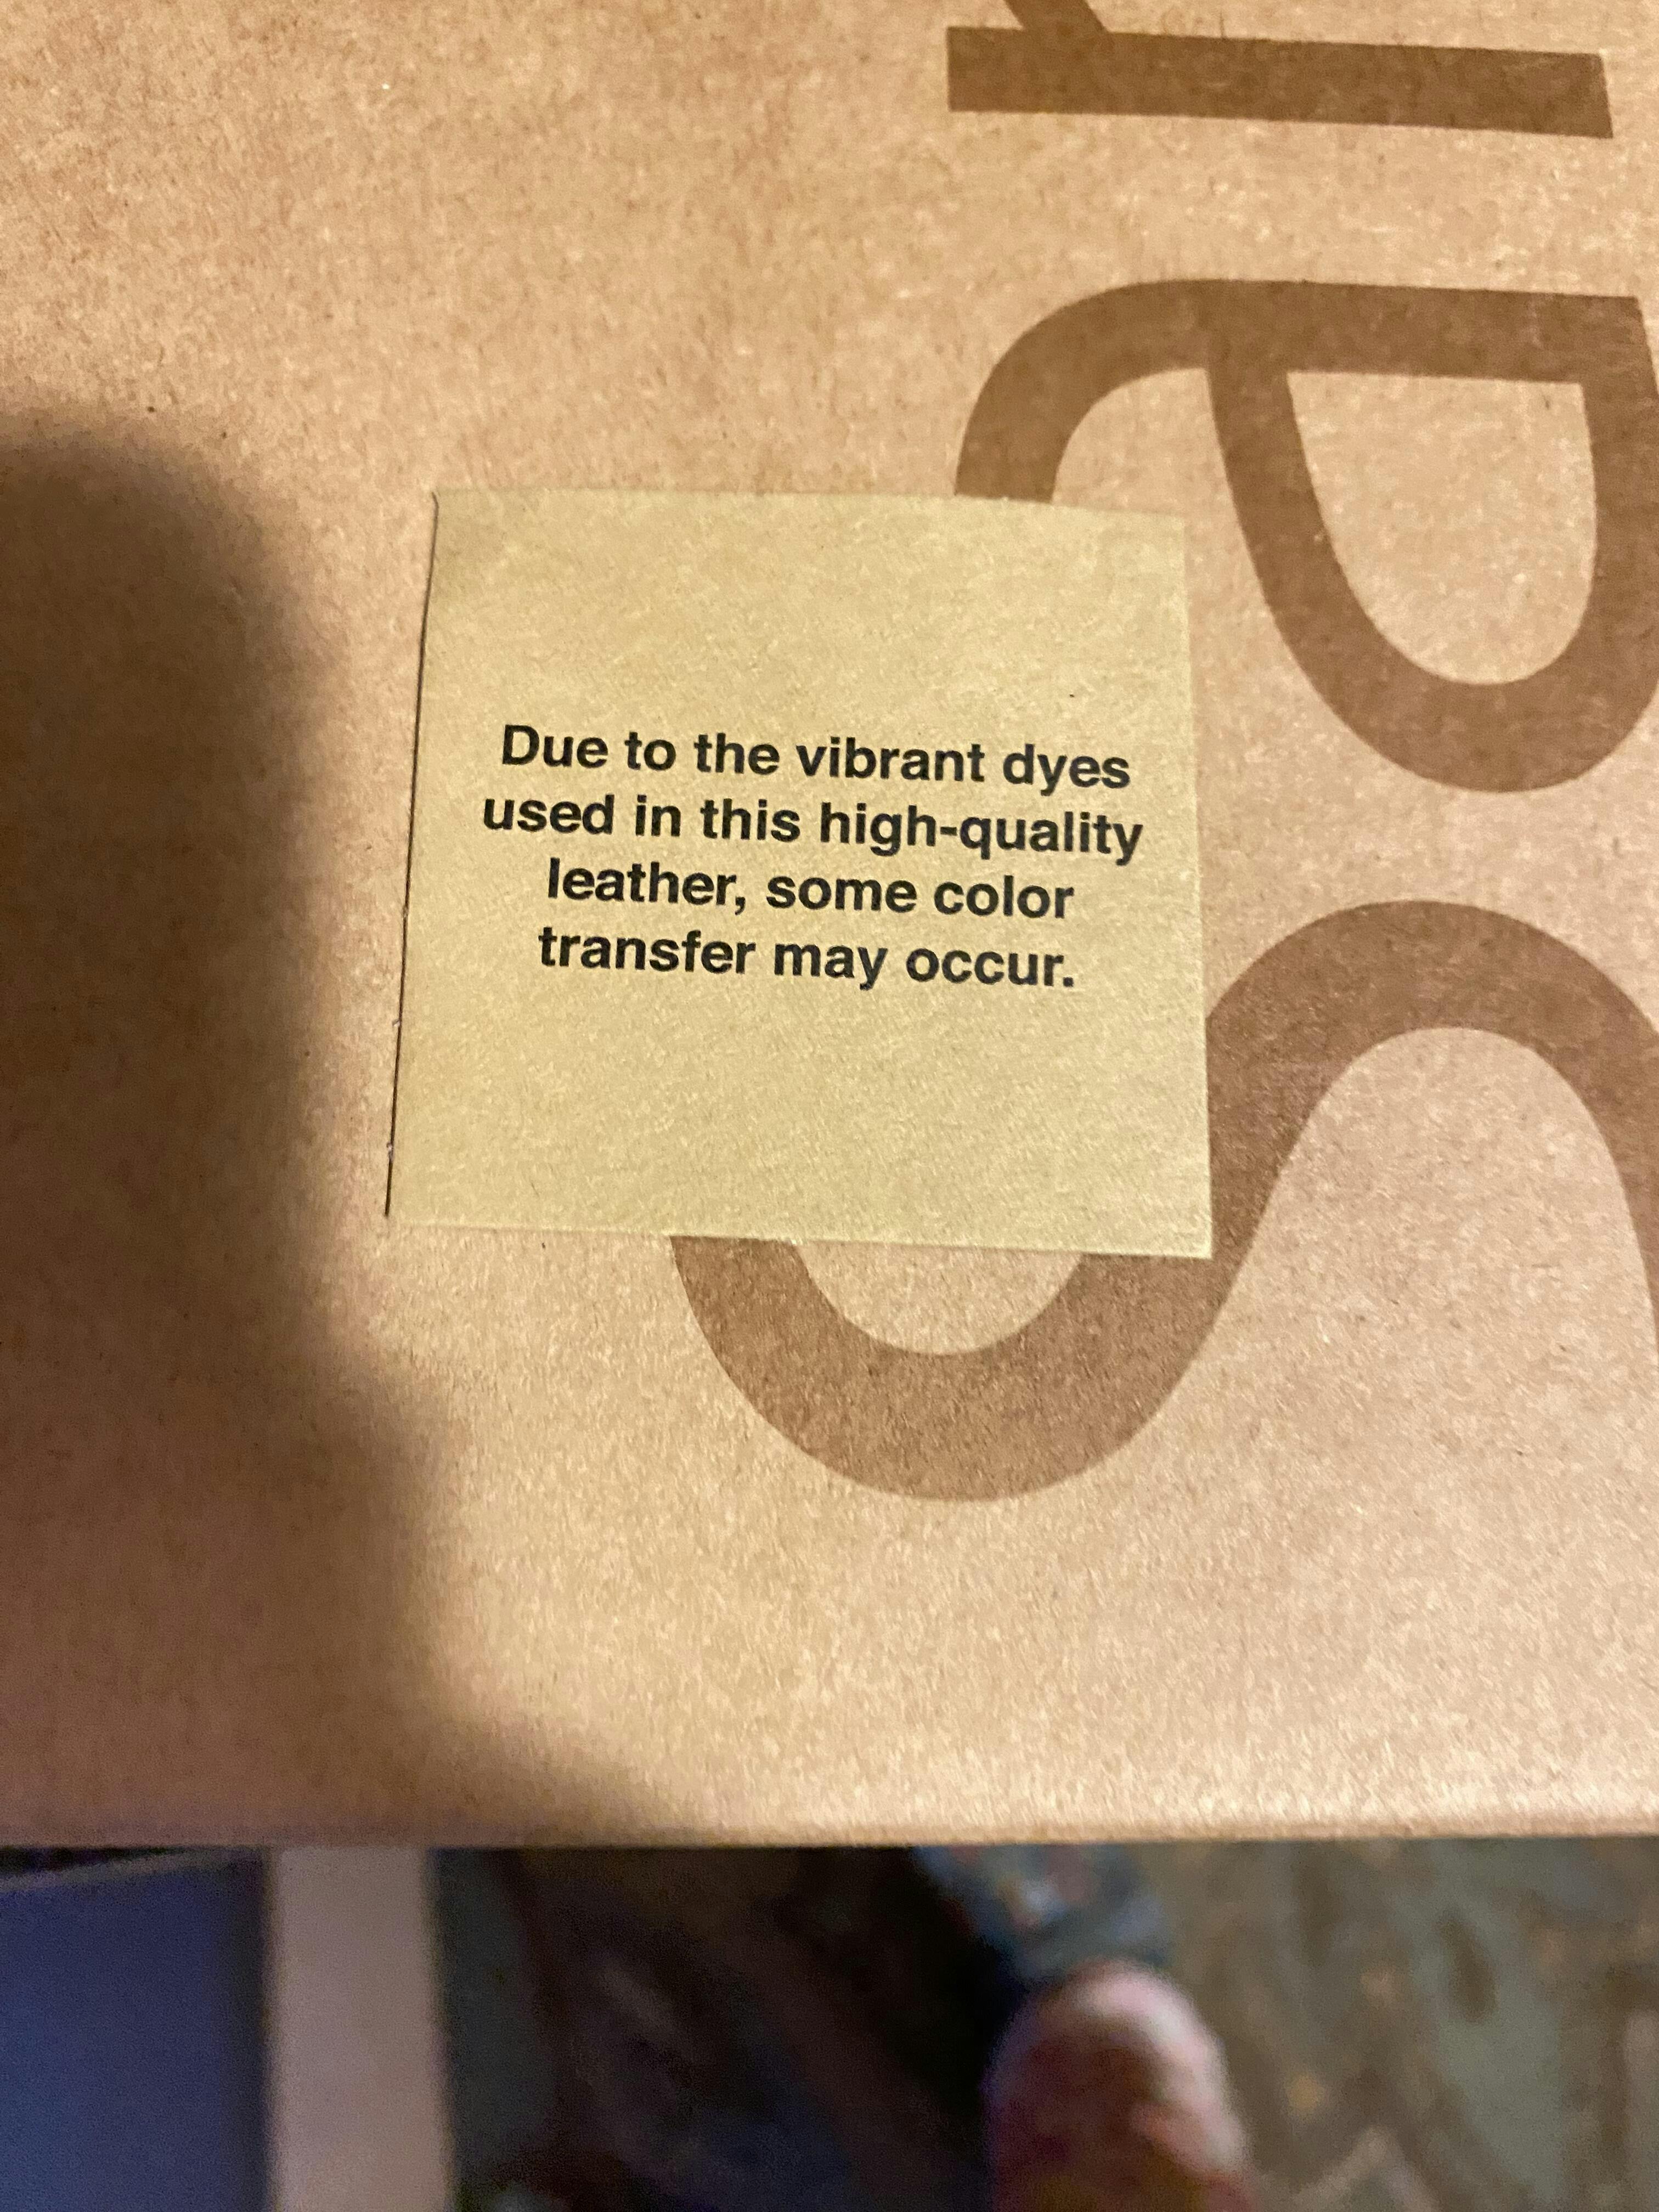 Due to the vibrant dyes
used in this high-quality
leather, some color
transfer may occur.